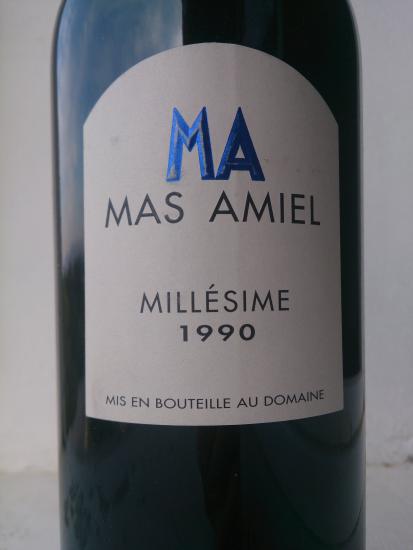 MA
MAS AMIEL
MILLÉSIME
1990
MIS EN BOUTEILLE AU DOMAINE